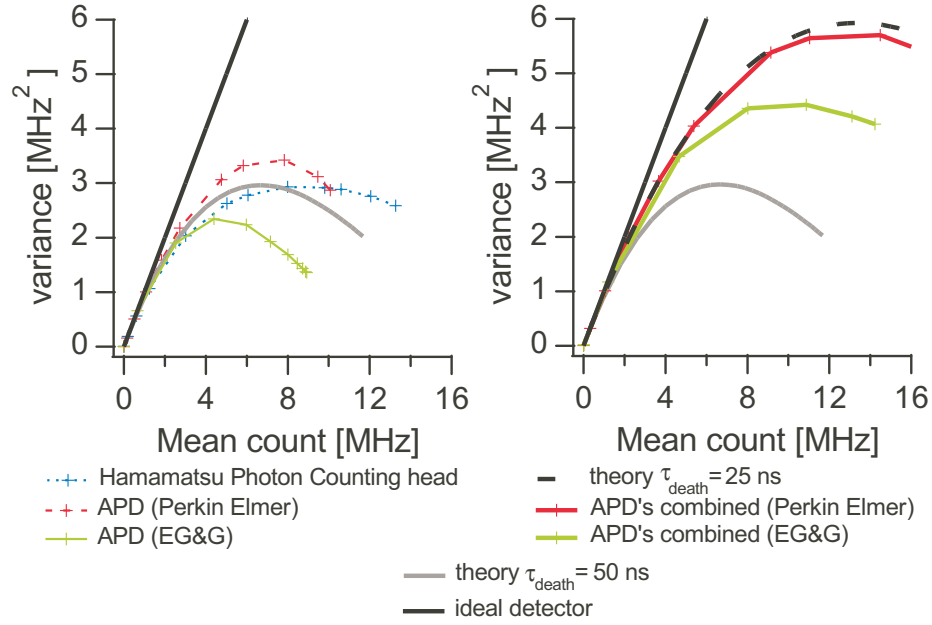 6
5
4
3
2
1
0
variance [MHz²]
0 4 8 12 16
Mean count [MHz]
6
5
4
3
2
1
0
variance [MHz²]
0 4 8 12 16
Mean count [MHz]
Hamamatsu Photon Counting head
APD (Perkin Elmer)
APD (EG&G)
theory τdeath = 25 ns
APD's combined (Perkin Elmer)
APD's combined (EG&G)
theory τdeath = 50 ns
ideal detector